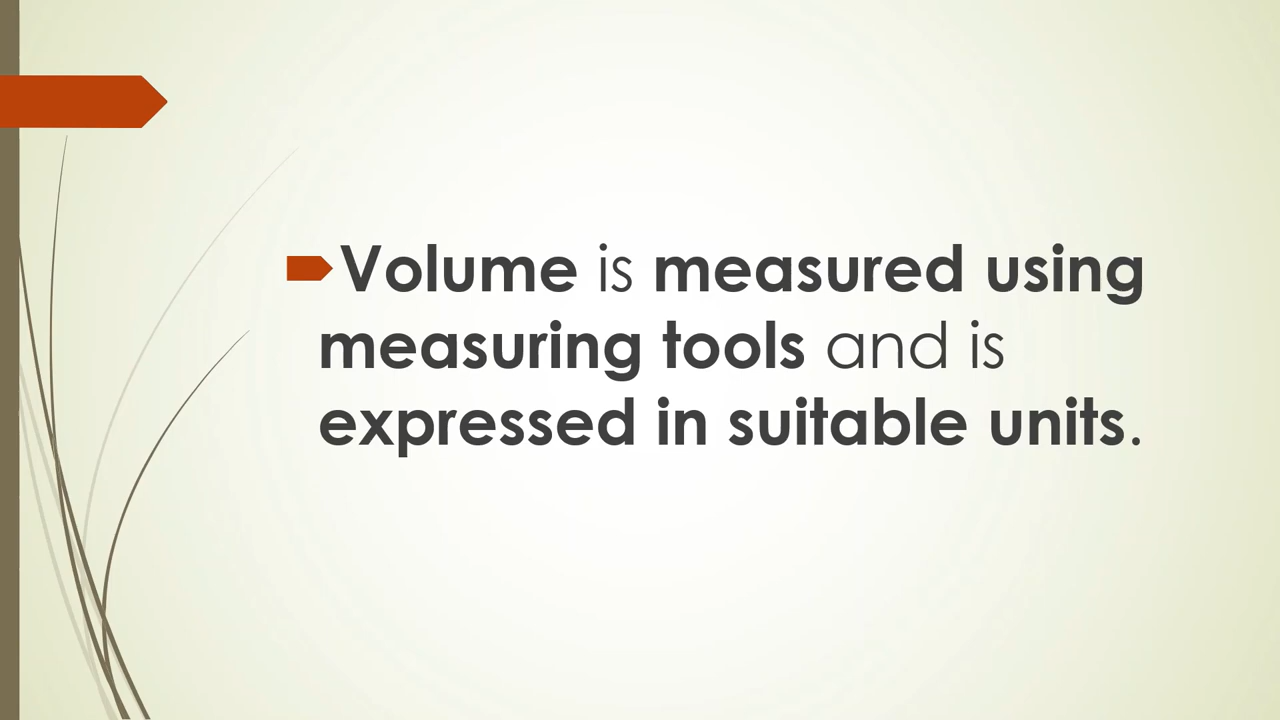 Volume is measured using
measuring tools and is
expressed in suitable units.